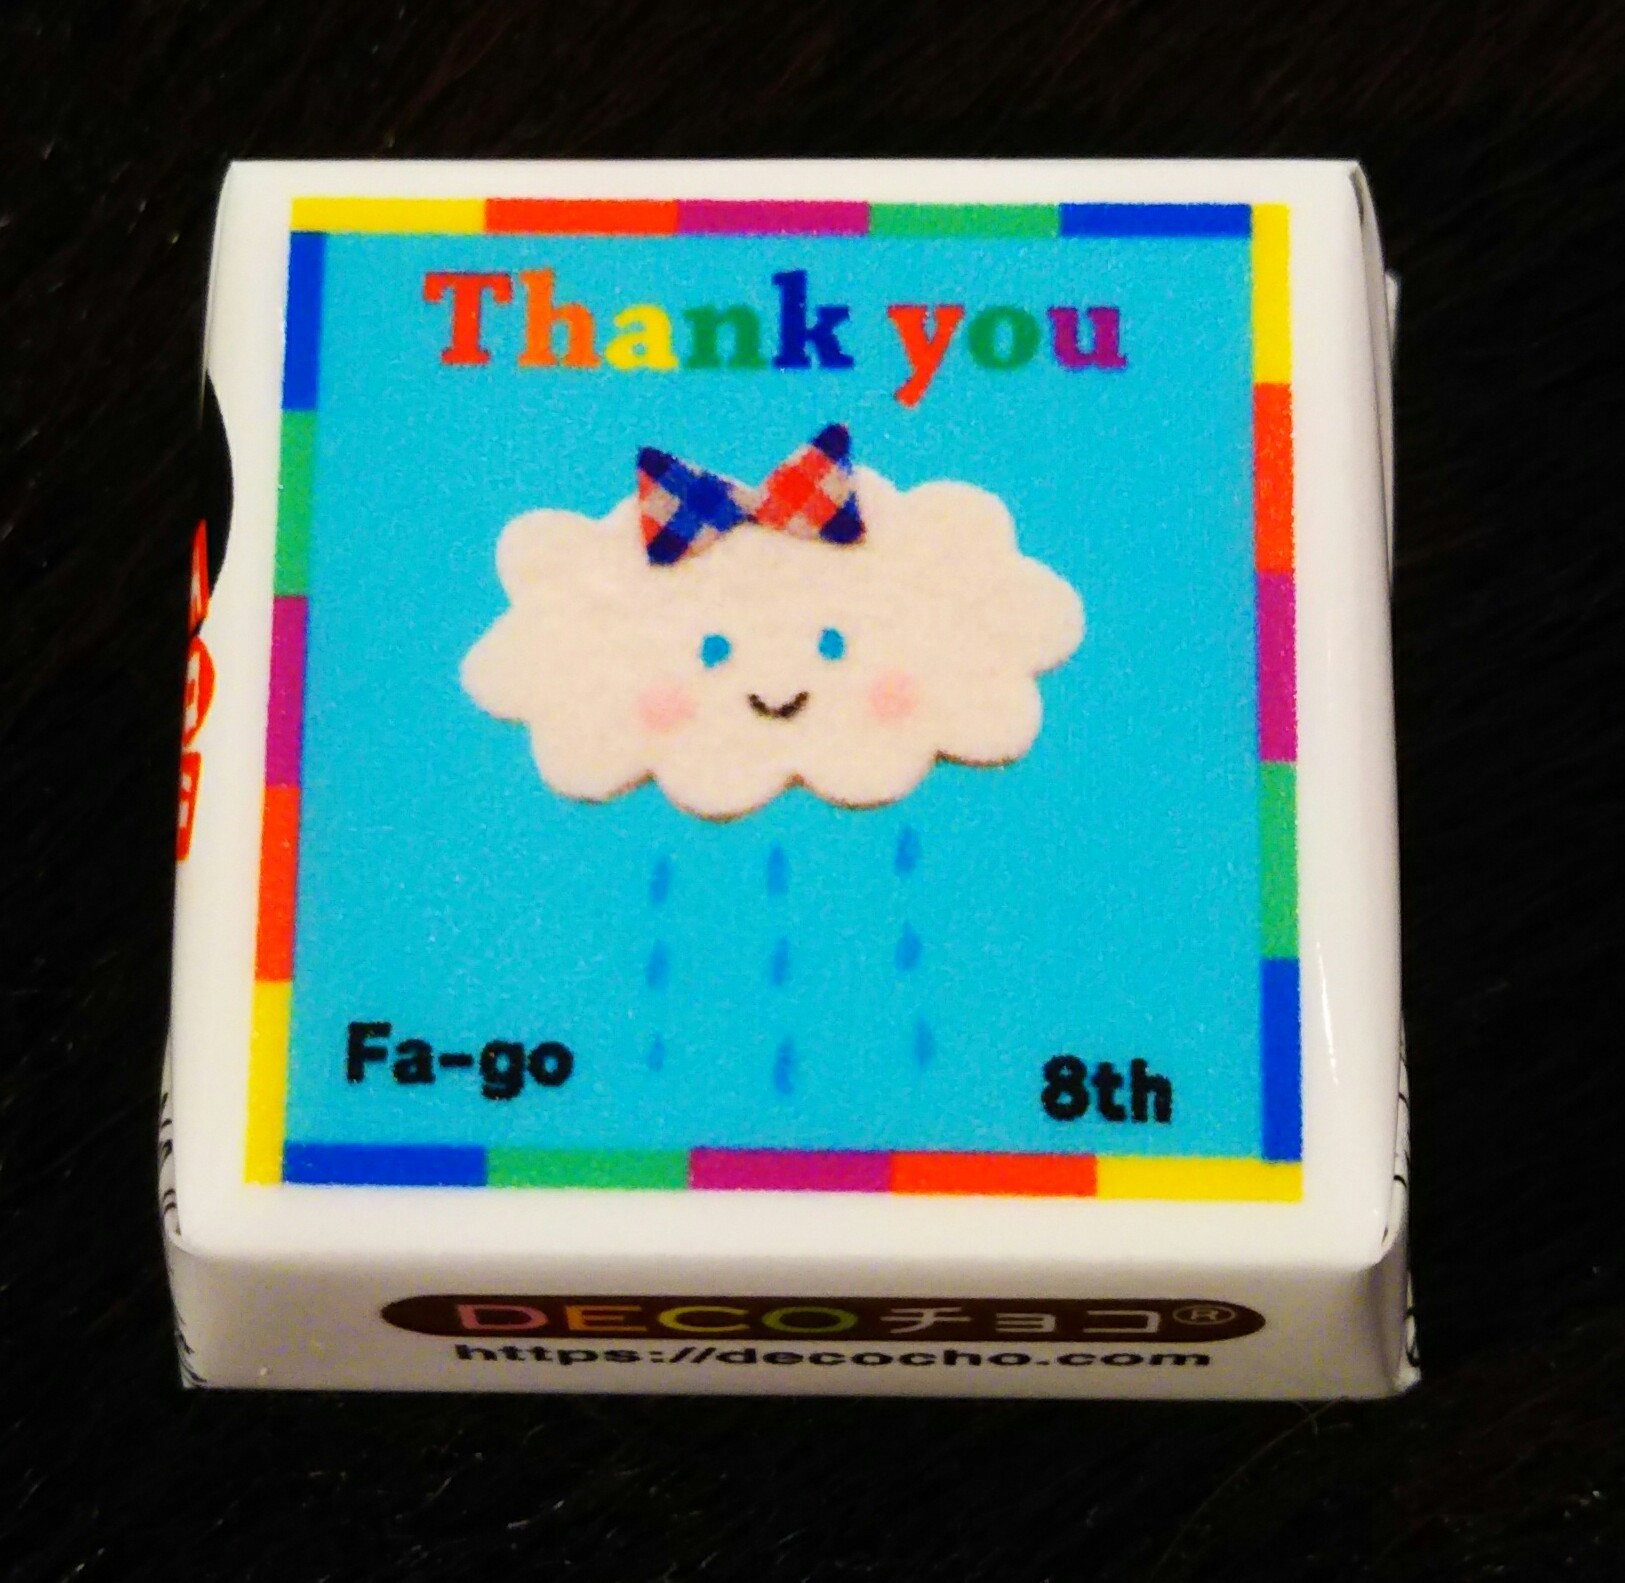 Thank you
Fa-go
8th
DECOチョコ®
https://decocho.com